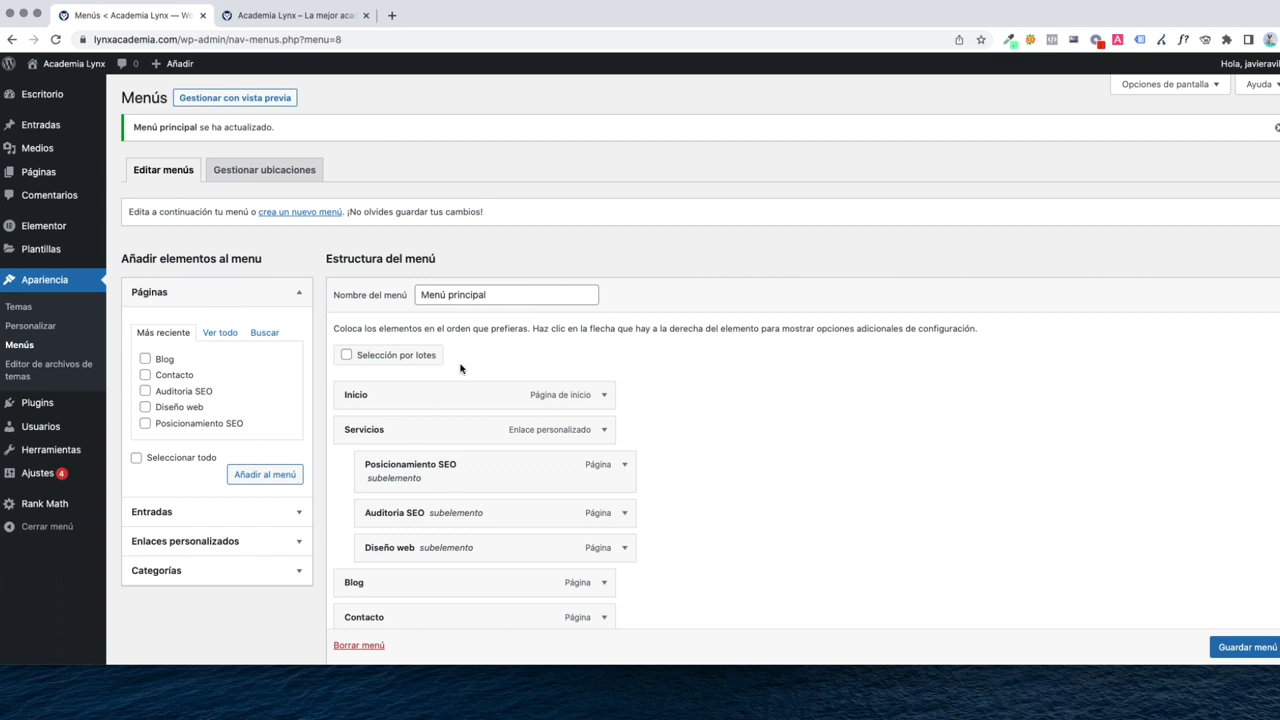 Menús < Academia Lynx — Wo
Academia Lynx – La mejor aca
lynxacademia.com/wp-admin/nav-menus.php?menu=8
Academia Lynx
0
Añadir
Hola, javieravil
Escritorio
Entradas
Medios
Páginas
Comentarios
Elementor
Plantillas
Apariencia
Temas
Personalizar
Menús
Editor de archivos de
temas
Plugins
Usuarios
Herramientas
Ajustes 4
Rank Math
Cerrar menú
Opciones de pantalla
Ayuda
Menús
Gestionar con vista previa
Menú principal se ha actualizado.
Editar menús
Gestionar ubicaciones
Edita a continuación tu menú o crea un nuevo menú. ¡No olvides guardar tus cambios!
Añadir elementos al menu
Páginas
Más reciente
Ver todo
Buscar
Blog
Contacto
Auditoria SEO
Diseño web
Posicionamiento SEO
Seleccionar todo
Añadir al menú
Entradas
Enlaces personalizados
Categorías
Estructura del menú
Nombre del menú
Menú principal
Coloca los elementos en el orden que prefieras. Haz clic en la flecha que hay a la derecha del elemento para mostrar opciones adicionales de configuración.
Selección por lotes
Inicio Página de inicio
Servicios Enlace personalizado
Posicionamiento SEO Página
subelemento
Auditoria SEO subelemento Página
Diseño web subelemento Página
Blog Página
Contacto Página
Borrar menú
Guardar menú